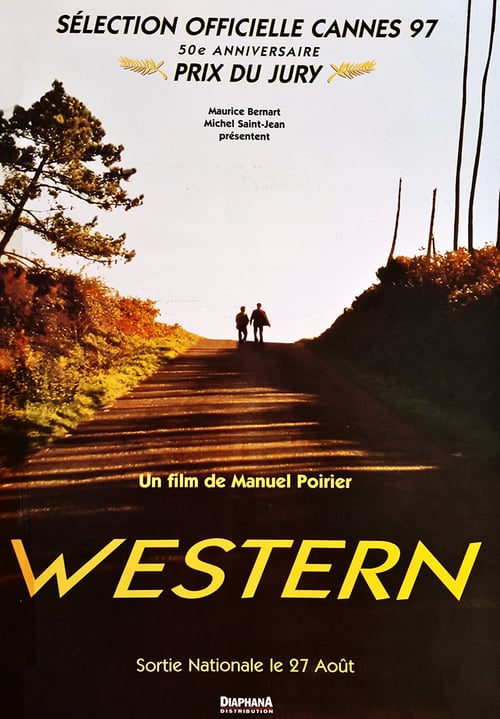 SÉLECTION OFFICIELLE CANNES 97
50e ANNIVERSAIRE
PRIX DU JURY
Maurice Bernart
Michel Saint-Jean
présentent
Un film de Manuel Poirier
WESTERN
Sortie Nationale le 27 Août
DIAPHANA
DISTRIBUTION